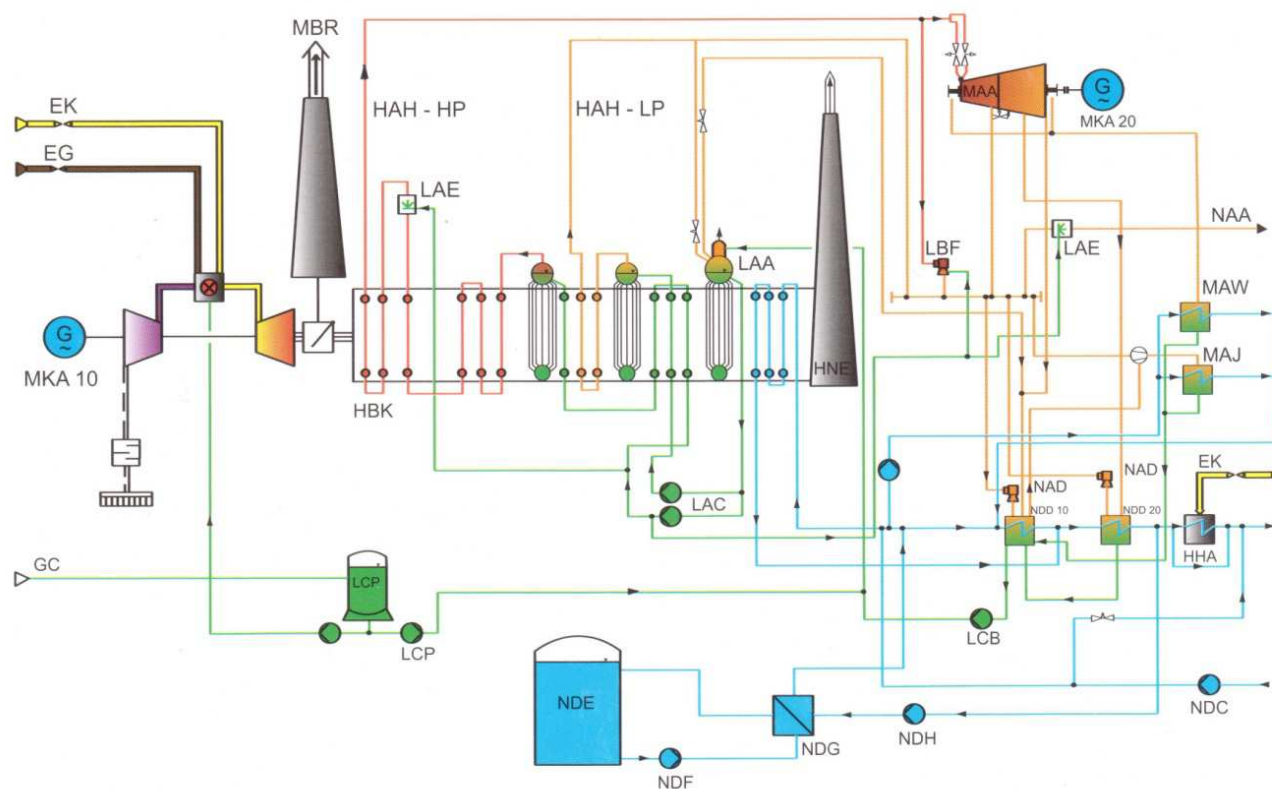 MBR
EK
HAH - HP
HAH - LP
MAA
G
~
MKA 20
EG
LAE
LAA
LBF
LAE
NAA
MAW
G
~
MKA 10
HNE
MAJ
HBK
EK
NAD
NAD
LAC
NDD 10
NDD 20
HHA
GC
LCP
LCP
LCB
NDE
NDC
NDG
NDH
NDF